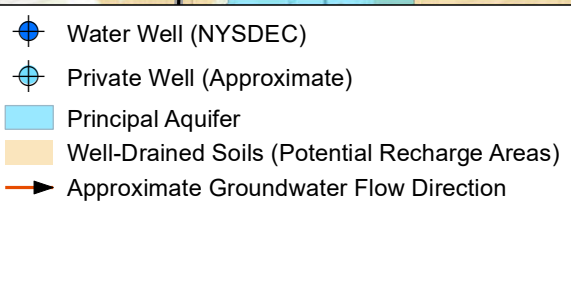 Water Well (NYSDEC)
Private Well (Approximate)
Principal Aquifer
Well-Drained Soils (Potential Recharge Areas)
Approximate Groundwater Flow Direction